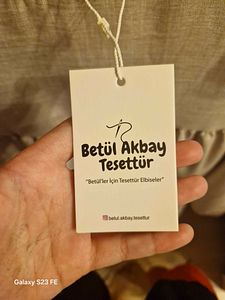 Betül Akbay
Tesettür
"Betül'ler İçin Tesettür Elbiseler"
betul.akbay.tesettur
Galaxy S23 FE